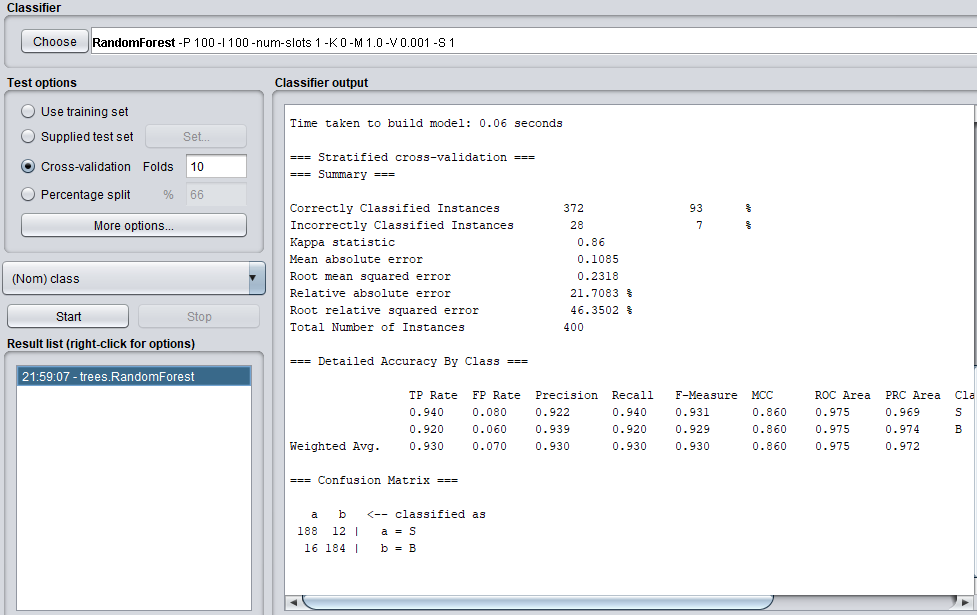 Classifier
Choose RandomForest -P 100 -I 100 -num-slots 1 -K 0 -M 1.0 -V 0.001 -S 1
Test options
Use training set
Supplied test set Set...
Cross-validation Folds 10
Percentage split % 66
More options...
(Nom) class
Start Stop
Result list (right-click for options)
21:59:07 - trees.RandomForest
Classifier output
Time taken to build model: 0.06 seconds
=== Stratified cross-validation ===
=== Summary ===
Correctly Classified Instances 372 93 %
Incorrectly Classified Instances 28 7 %
Kappa statistic 0.86
Mean absolute error 0.1085
Root mean squared error 0.2318
Relative absolute error 21.7083 %
Root relative squared error 46.3502 %
Total Number of Instances 400
=== Detailed Accuracy By Class ===
TP Rate FP Rate Precision Recall F-Measure MCC ROC Area PRC Area Cla
0.940 0.080 0.922 0.940 0.931 0.860 0.975 0.969 S
0.920 0.060 0.939 0.920 0.929 0.860 0.975 0.974 B
Weighted Avg. 0.930 0.070 0.930 0.930 0.930 0.860 0.975 0.972
=== Confusion Matrix ===
a b <-- classified as
188 12 | a = S
16 184 | b = B